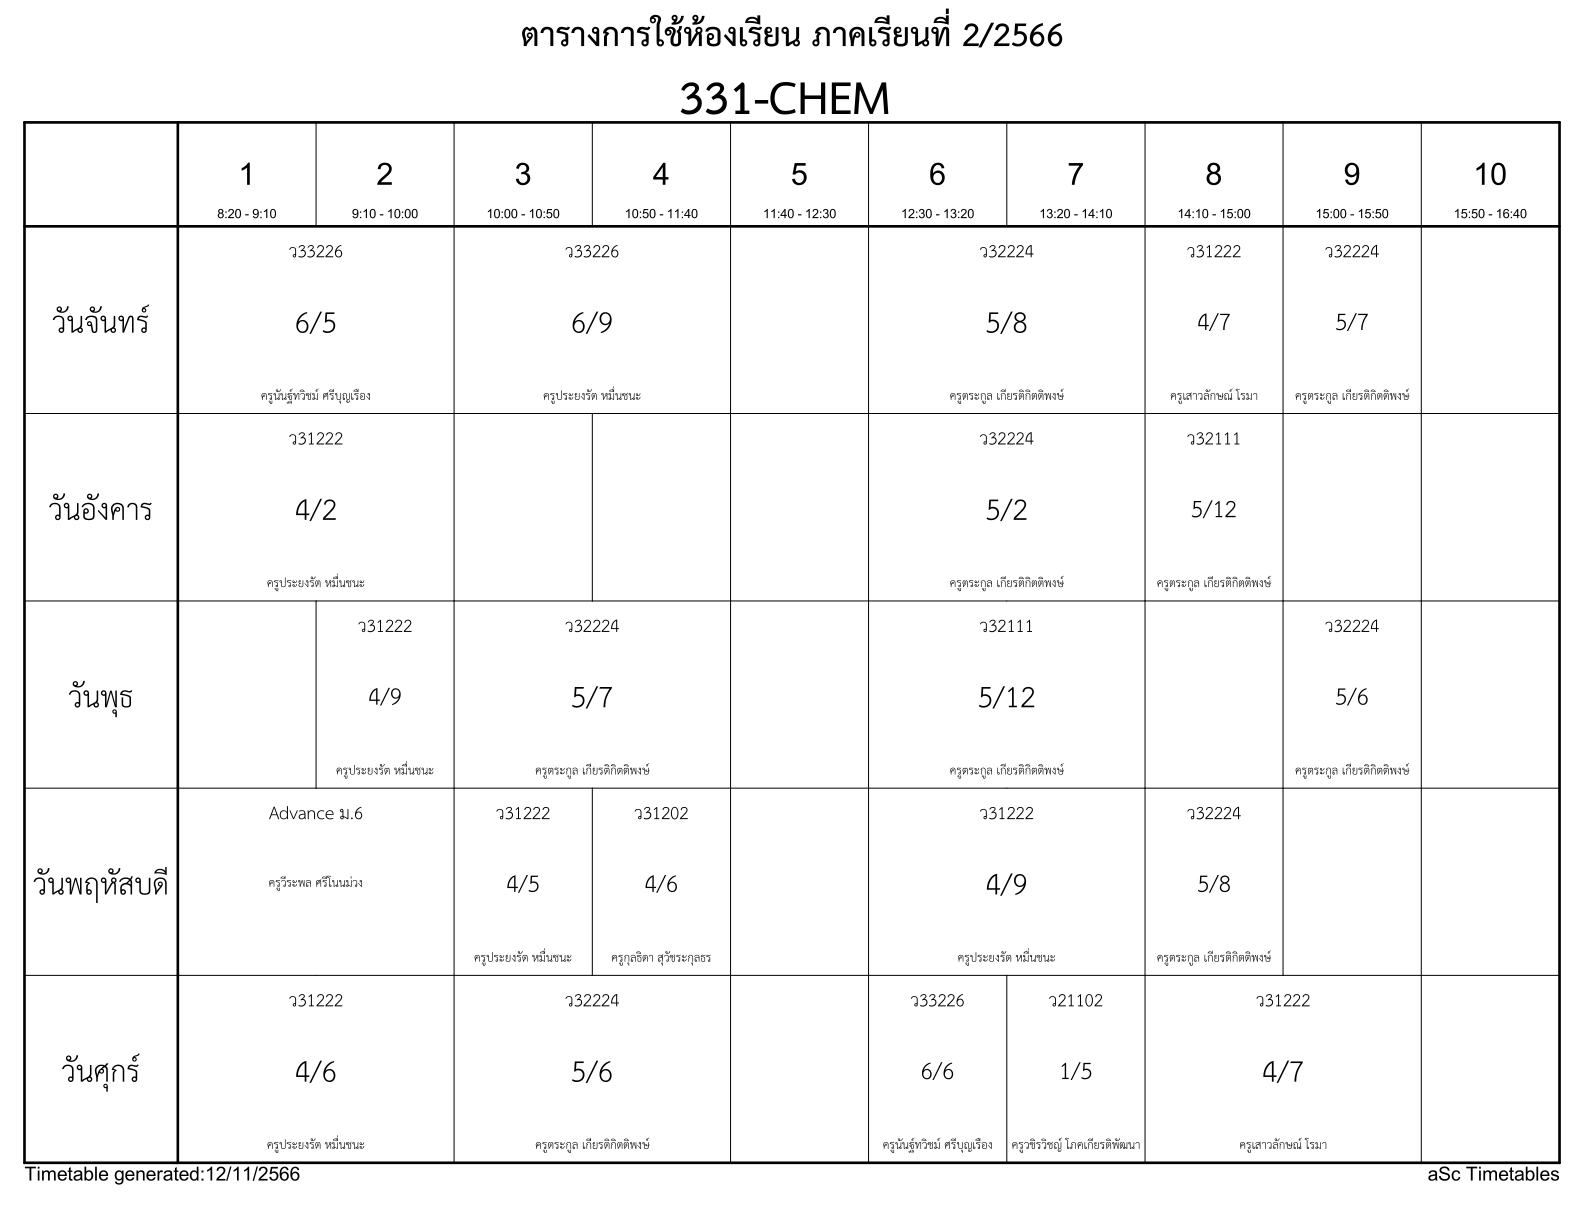 ตารางการใช้ห้องเรียน ภาคเรียนที่ 2/2566
331-CHEM
1 2 3 4 5 6 7 8 9 10
8:20 - 9:10 9:10 - 10:00 10:00 - 10:50 10:50 - 11:40 11:40 - 12:30 12:30 - 13:20 13:20 - 14:10 14:10 - 15:00 15:00 - 15:50 15:50 - 16:40
ว33226 ว33226 ว32224 ว31222 ว32224
วันจันทร์ 6/5 6/9 5/8 4/7 5/7
ครูนันฐ์ทวิชม์ ศรีบุญเรือง ครูประยงรัต หมื่นชนะ ครูตระกูล เกียรติกิตติพงษ์ ครูเสาวลักษณ์ โรมา ครูตระกูล เกียรติกิตติพงษ์
ว31222 ว32224 ว32111
วันอังคาร 4/2 5/2 5/12
ครูประยงรัต หมื่นชนะ ครูตระกูล เกียรติกิตติพงษ์ ครูตระกูล เกียรติกิตติพงษ์
ว31222 ว32224 ว32111 ว32224
วันพุธ 4/9 5/7 5/12 5/6
ครูประยงรัต หมื่นชนะ ครูตระกูล เกียรติกิตติพงษ์ ครูตระกูล เกียรติกิตติพงษ์ ครูตระกูล เกียรติกิตติพงษ์
Advance ม.6 ว31222 ว31202 ว31222 ว32224
วันพฤหัสบดี ครูวีระพล ศรีโนนม่วง 4/5 4/6 4/9 5/8
ครูประยงรัต หมื่นชนะ ครูกุลธิดา สุวัชระกุลธร ครูประยงรัต หมื่นชนะ ครูตระกูล เกียรติกิตติพงษ์
ว31222 ว32224 ว33226 ว21102 ว31222
วันศุกร์ 4/6 5/6 6/6 1/5 4/7
ครูประยงรัต หมื่นชนะ ครูตระกูล เกียรติกิตติพงษ์ ครูนันฐ์ทวิชม์ ศรีบุญเรือง ครูวชิรวิชญ์ โภคเกียรติพัฒนา ครูเสาวลักษณ์ โรมา
Timetable generated:12/11/2566 aSc Timetables